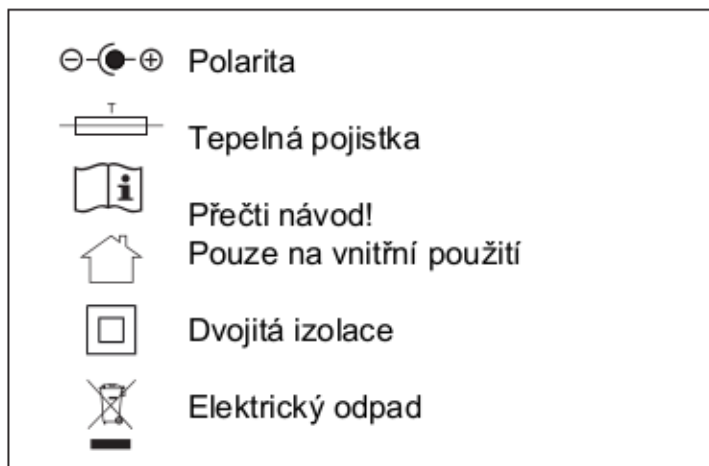 Polarita
T
Tepelná pojistka
Přečti návod!
Pouze na vnitřní použití
Dvojitá izolace
Elektrický odpad